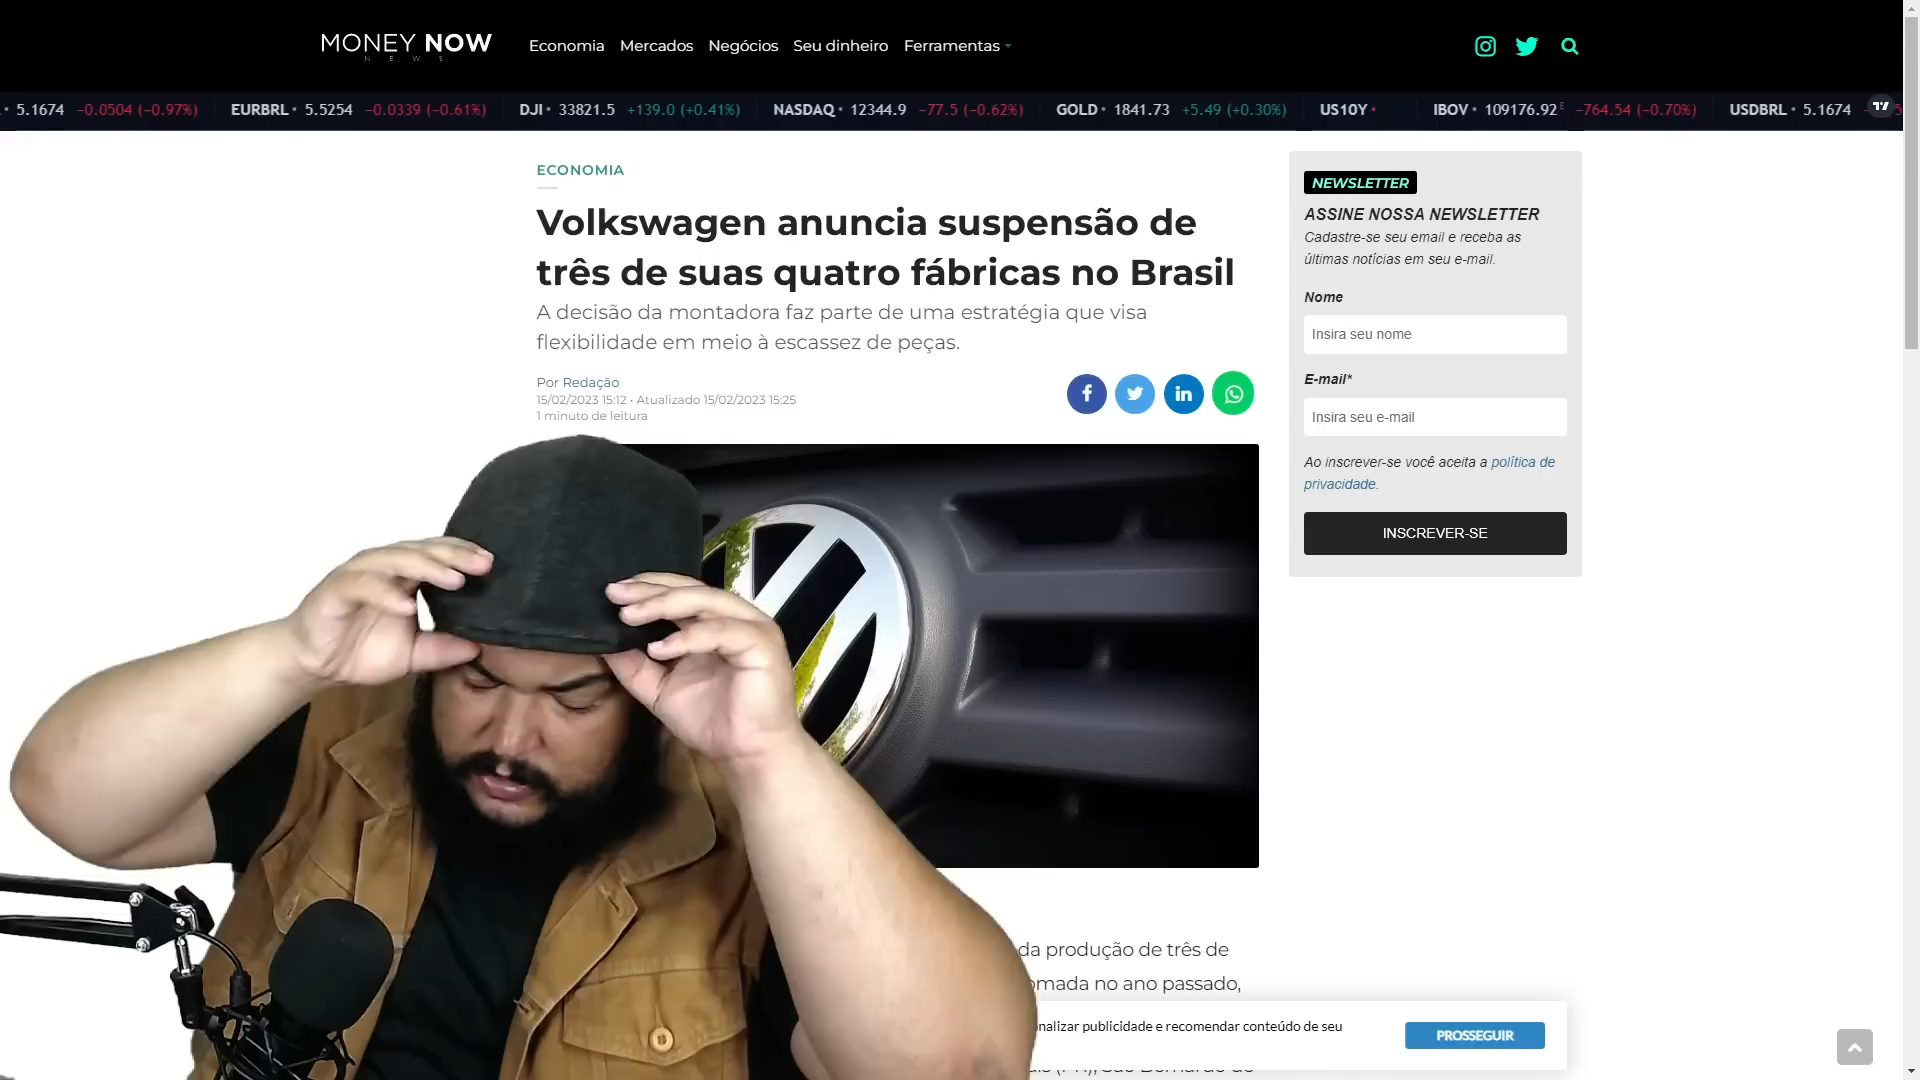 MONEY NOW
NEWS
Economia Mercados Negócios Seu dinheiro Ferramentas
5.1674 −0.0504 (−0.97%) EURBRL • 5.5254 −0.0339 (−0.61%) DJI • 33821.5 +139.0 (+0.41%) NASDAQ • 12344.9 −77.5 (−0.62%) GOLD • 1841.73 +5.49 (+0.30%) US10Y • IBOV • 109176.92 E −764.54 (−0.70%) USDBRL • 5.1674
ECONOMIA
Volkswagen anuncia suspensão de
três de suas quatro fábricas no Brasil
A decisão da montadora faz parte de uma estratégia que visa
flexibilidade em meio à escassez de peças.
Por Redação
15/02/2023 15:12 • Atualizado 15/02/2023 15:25
1 minuto de leitura
da produção de três de
no ano passado,
publicidade e recomendar conteúdo de seu
PROSSEGUIR
NEWSLETTER
ASSINE NOSSA NEWSLETTER
Cadastre-se seu email e receba as
últimas notícias em seu e-mail.
Nome
Insira seu nome
E-mail*
Insira seu e-mail
Ao inscrever-se você aceita a política de
privacidade.
INSCREVER-SE